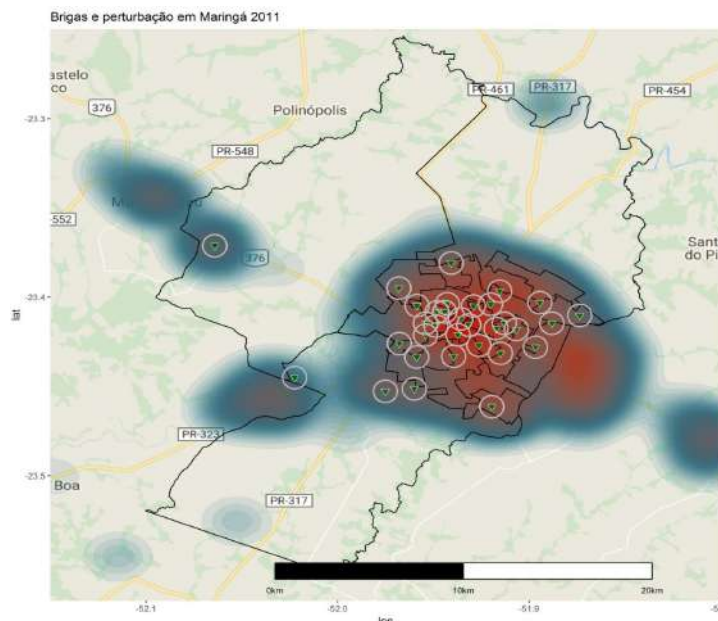 Brigas e perturbação em Maringá 2011
astelo
co
376
Polinópolis
PR-461
PR-317
PR-454
PR-548
-552
376
Sant
do Pi
PR-323
Boa
PR-317
-23.3
-23.4
-23.5
lat
0km
10km
20km
-52.1
-52.0
-51.9
lon